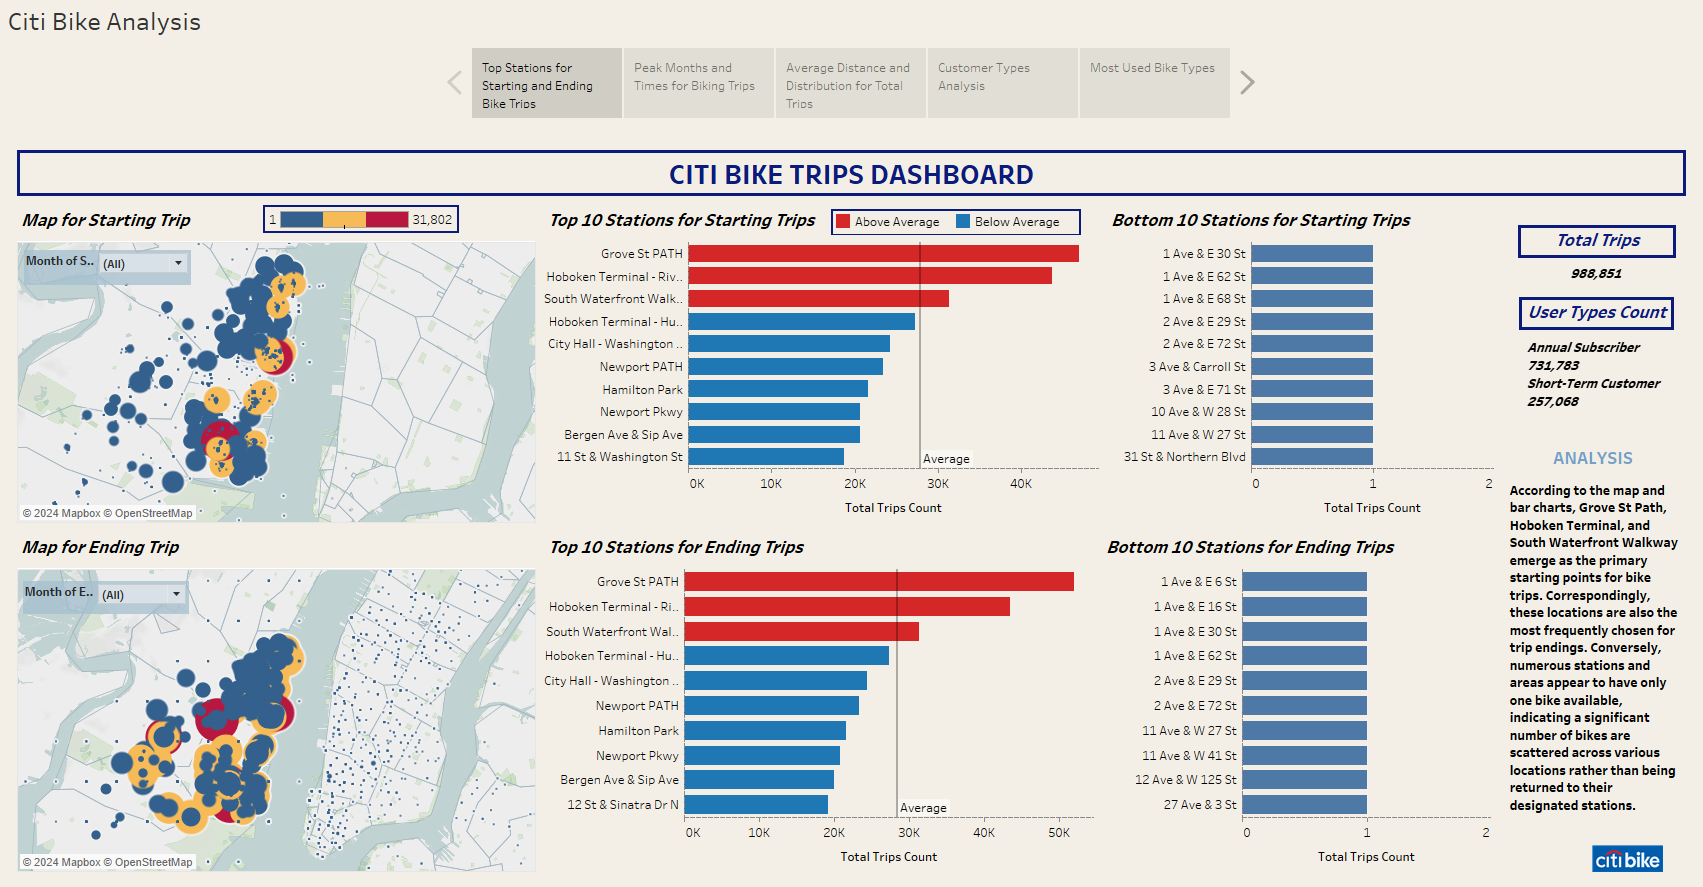 Citi Bike Analysis
Top Stations for
Starting and Ending
Bike Trips
Peak Months and
Times for Biking Trips
Average Distance and
Distribution for Total
Trips
Customer Types
Analysis
Most Used Bike Types
CITI BIKE TRIPS DASHBOARD
Map for Starting Trip
1
31,802
Month of S..
(All)
© 2024 Mapbox © OpenStreetMap
Top 10 Stations for Starting Trips
Above Average
Below Average
Grove St PATH
Hoboken Terminal - Riv..
South Waterfront Walk..
Hoboken Terminal - Hu..
City Hall - Washington ..
Newport PATH
Hamilton Park
Newport Pkwy
Bergen Ave & Sip Ave
11 St & Washington St
Average
0K 10K 20K 30K 40K
Total Trips Count
Bottom 10 Stations for Starting Trips
1 Ave & E 30 St
1 Ave & E 62 St
1 Ave & E 68 St
2 Ave & E 29 St
2 Ave & E 72 St
3 Ave & Carroll St
3 Ave & E 71 St
10 Ave & W 28 St
11 Ave & W 27 St
31 St & Northern Blvd
0 1 2
Total Trips Count
Map for Ending Trip
Month of E..
(All)
© 2024 Mapbox © OpenStreetMap
Top 10 Stations for Ending Trips
Grove St PATH
Hoboken Terminal - Ri..
South Waterfront Wal..
Hoboken Terminal - Hu..
City Hall - Washington ..
Newport PATH
Hamilton Park
Newport Pkwy
Bergen Ave & Sip Ave
12 St & Sinatra Dr N
Average
0K 10K 20K 30K 40K 50K
Total Trips Count
Bottom 10 Stations for Ending Trips
1 Ave & E 6 St
1 Ave & E 16 St
1 Ave & E 30 St
1 Ave & E 62 St
2 Ave & E 29 St
2 Ave & E 72 St
11 Ave & W 27 St
11 Ave & W 41 St
12 Ave & W 125 St
27 Ave & 3 St
0 1 2
Total Trips Count
Total Trips
988,851
User Types Count
Annual Subscriber
731,783
Short-Term Customer
257,068
ANALYSIS
According to the map and
bar charts, Grove St Path,
Hoboken Terminal, and
South Waterfront Walkway
emerge as the primary
starting points for bike
trips. Correspondingly,
these locations are also the
most frequently chosen for
trip endings. Conversely,
numerous stations and
areas appear to have only
one bike available,
indicating a significant
number of bikes are
scattered across various
locations rather than being
returned to their
designated stations.
citi bike